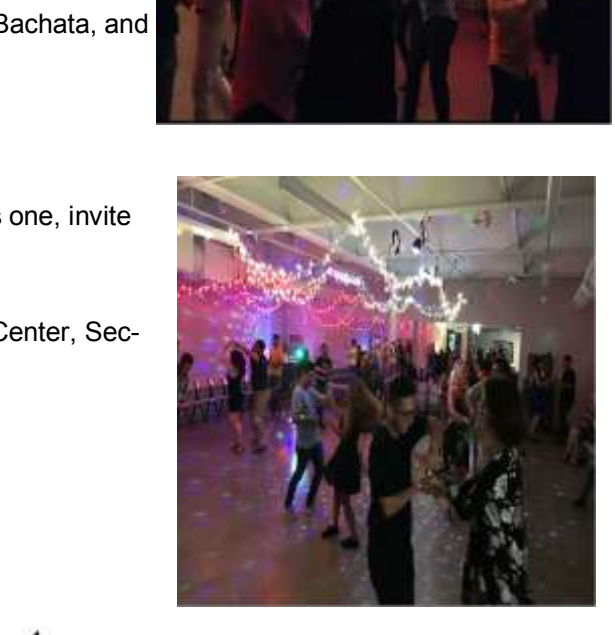 Bachata, and
one, invite
Center, Sec-